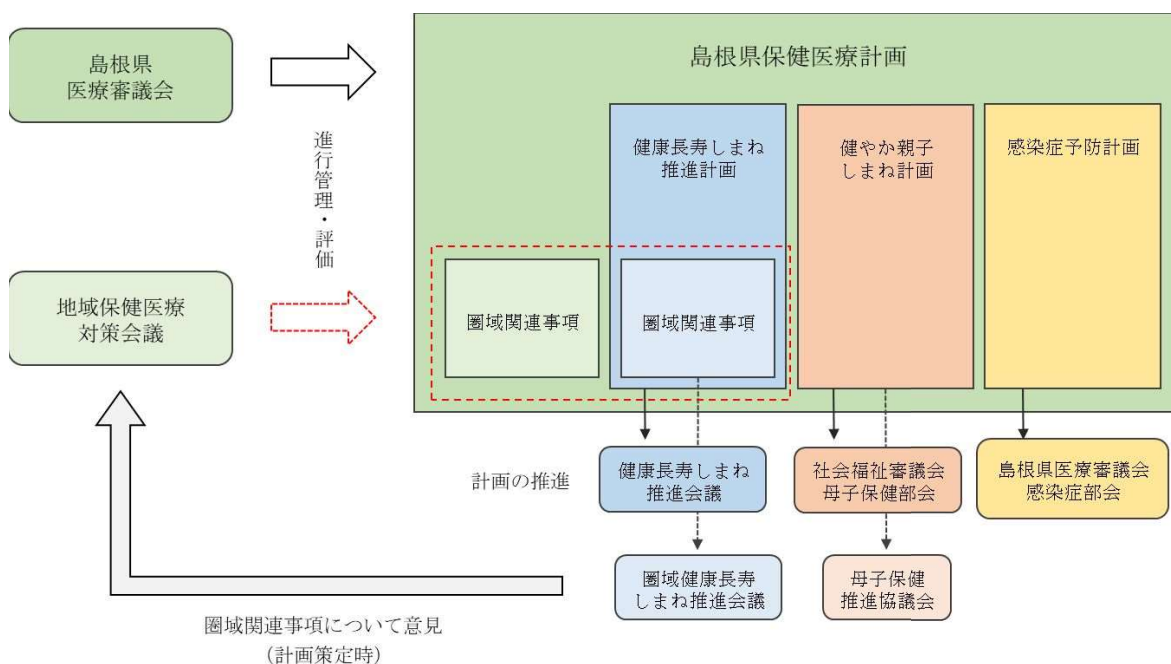 島根県
医療審議会
島根県保健医療計画
進行管理・評価
健康長寿しまね
推進計画
健やか親子
しまね計画
感染症予防計画
地域保健医療
対策会議
圏域関連事項
圏域関連事項
計画の推進
健康長寿しまね
推進会議
社会福祉審議会
母子保健部会
島根県医療審議会
感染症部会
圏域健康長寿
しまね推進会議
母子保健
推進協議会
圏域関連事項について意見
(計画策定時)